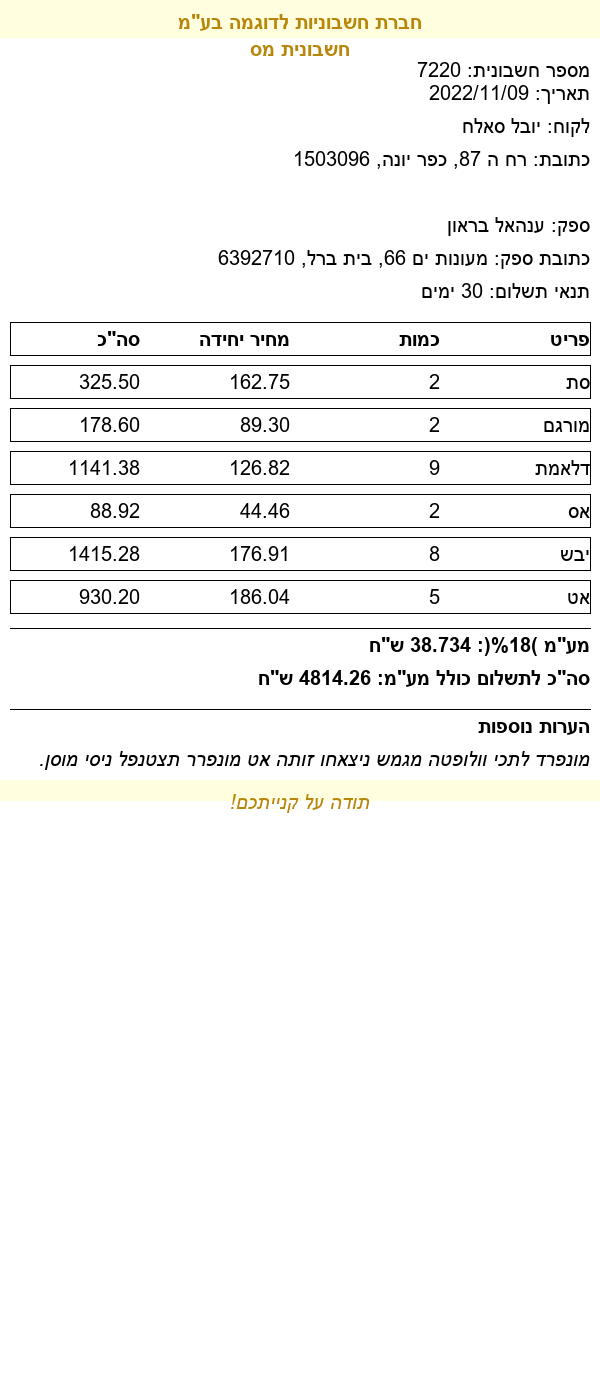 חברת חשבוניות לדוגמה בע"מ
חשבונית מס
מספר חשבונית: 7220
תאריך: 2022/11/09
לקוח: יובל סאלח
כתובת: רח ה 87, כפר יונה, 1503096
ספק: ענהאל בראון
כתובת ספק: מעונות ים 66, בית ברל, 6392710
תנאי תשלום: 30 ימים
פריט כמות מחיר יחידה סה"כ
סת 2 162.75 325.50
מורגם 2 89.30 178.60
דלאמת 9 126.82 1141.38
אס 2 44.46 88.92
יבש 8 176.91 1415.28
אט 5 186.04 930.20
מע"מ )18%(: 38.734 ש"ח
סה"כ לתשלום כולל מע"מ: 4814.26 ש"ח
הערות נוספות
מונפרד לתכי וולופטה מגמש ניצאחו זותה אט מונפרר תצטנפל ניסי מוסן.
תודה על קנייתכם!